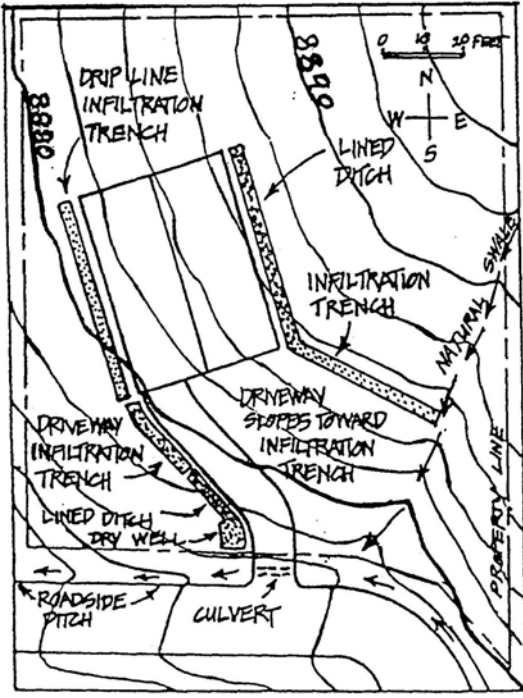 0 10 20 FEET
N
W E
S
8880
8890
DRIP LINE
INFILTRATION
TRENCH
LINED
DITCH
NATURAL SWALE
INFILTRATION
TRENCH
DRIVEWAY
SLOPES TOWARD
INFILTRATION
TRENCH
DRIVEWAY
INFILTRATION
TRENCH
LINED DITCH
DRY WELL
PROPERTY LINE
ROADSIDE
DITCH
CULVERT